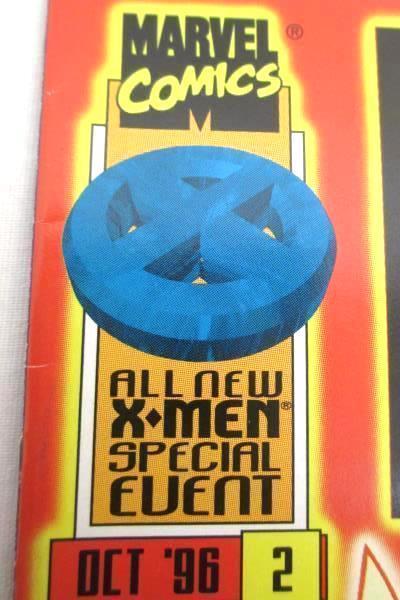 MARVEL®
COMICS
ALL NEW
X•MEN®
SPECIAL
EVENT
OCT '96 2